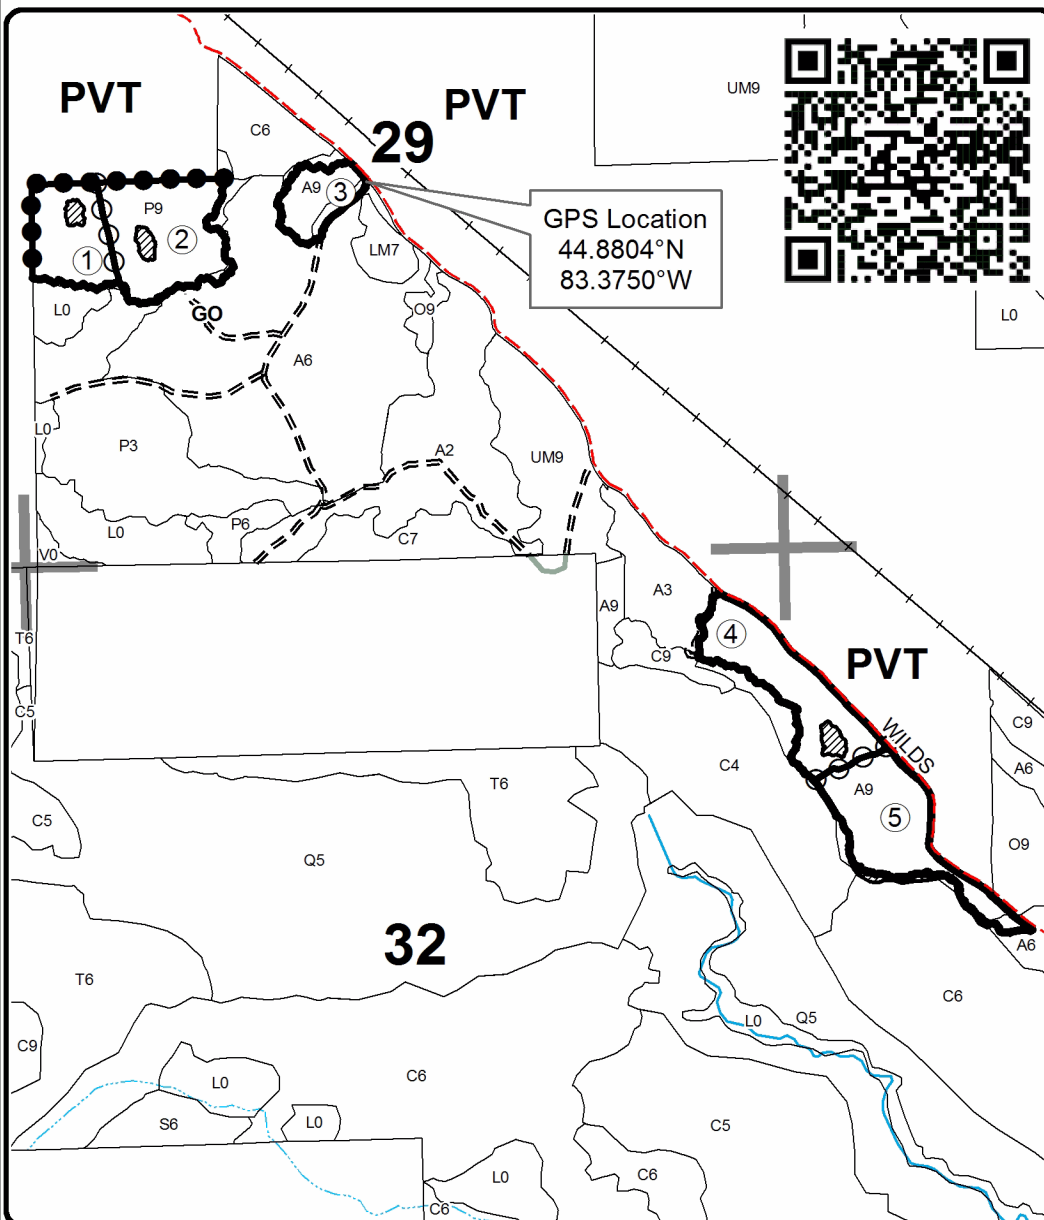 PVT
PVT
UM9
C6
29
A9
3
P9
2
1
GPS Location
44.8804°N
83.3750°W
LM7
L0
GO
O9
L0
A6
L0
P3
A2
UM9
P6
L0
C7
V0
A3
A9
T6
4
C9
PVT
C5
WILDS
C9
C4
A6
T6
A9
C5
5
Q5
O9
32
A6
T6
C6
L0
Q5
C9
C6
L0
S6
L0
C5
C6
L0
C6